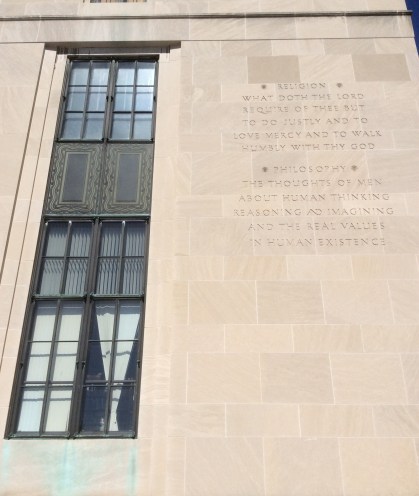 RELIGION
WHAT DOTH THE LORD
REQUIRE OF THEE BUT
TO DO JUSTLY AND TO
LOVE MERCY AND TO WALK
HUMBLY WITH THY GOD
PHILOSOPHY
THE THOUGHTS OF MEN
ABOUT HUMAN THINKING
REASONING AND IMAGINING
AND THE REAL VALUES
IN HUMAN EXISTENCE